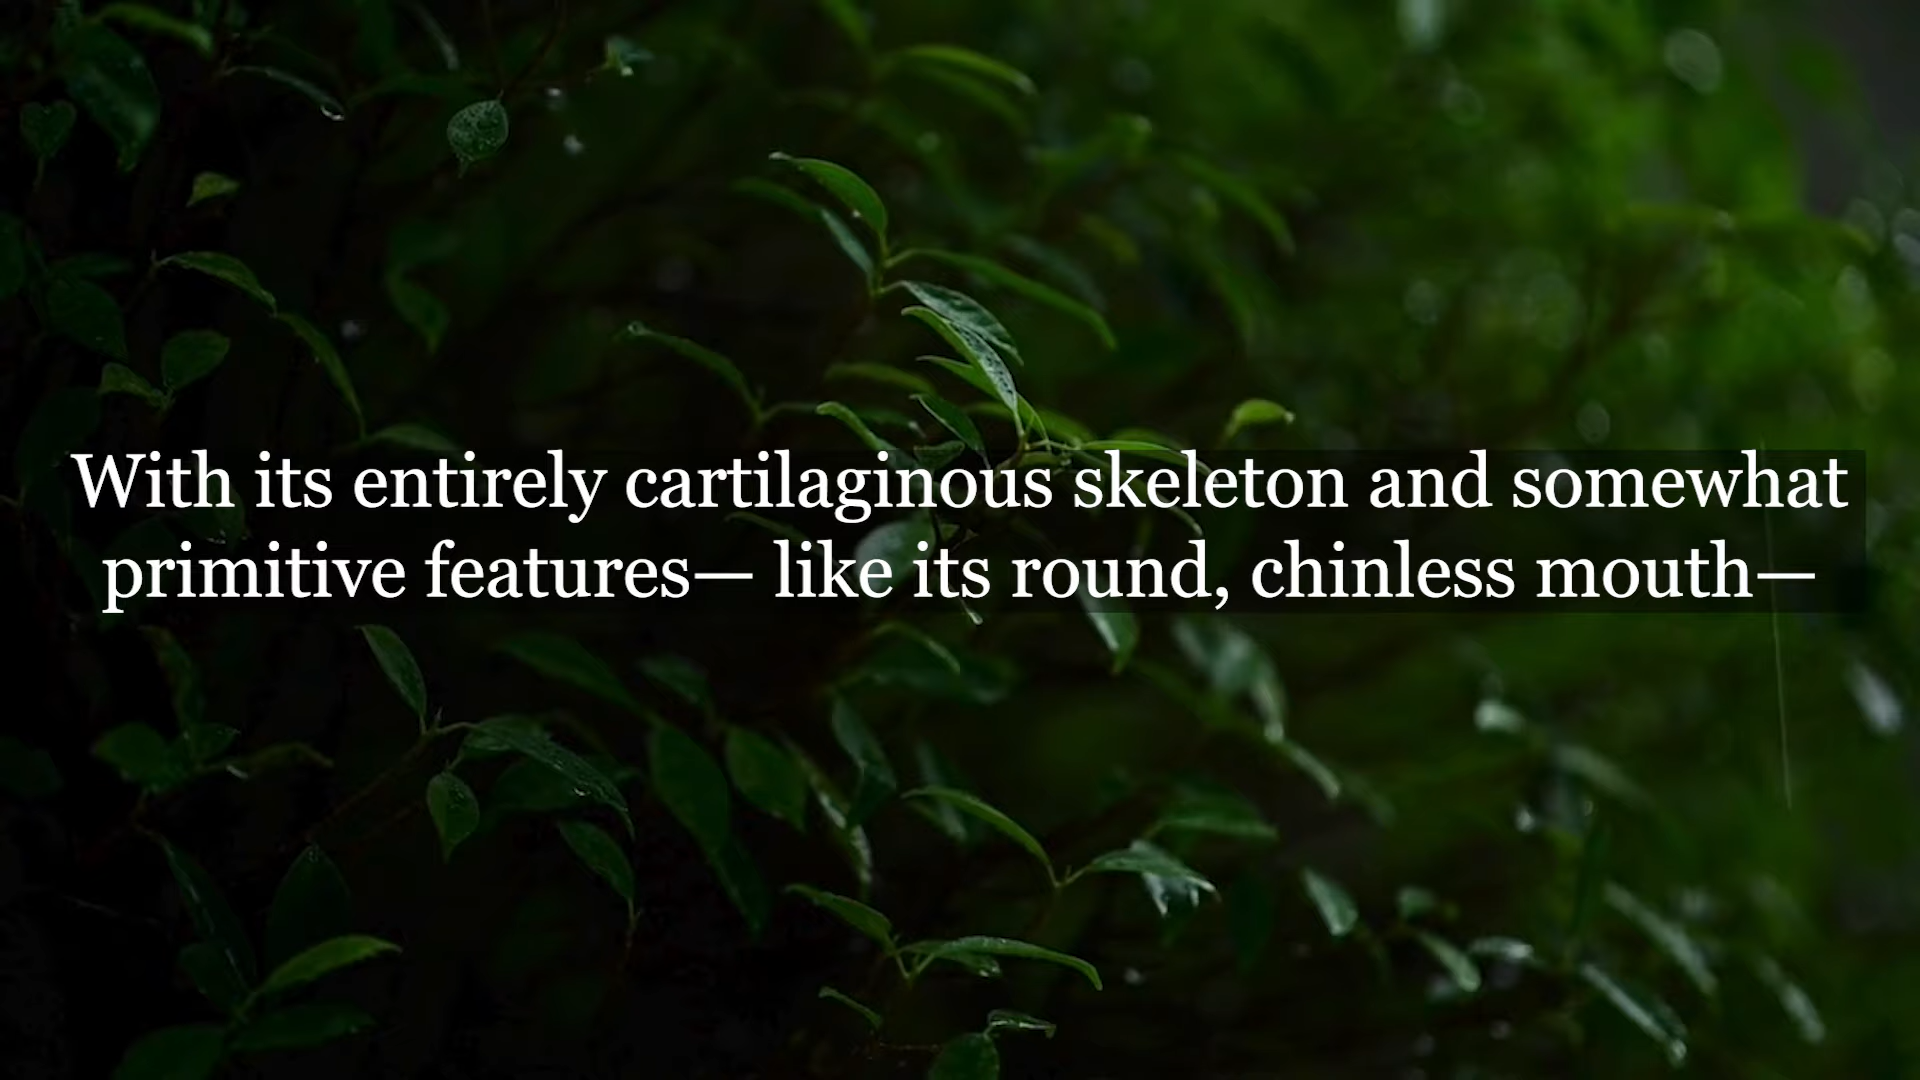 With its entirely cartilaginous skeleton and somewhat
primitive features— like its round, chinless mouth—